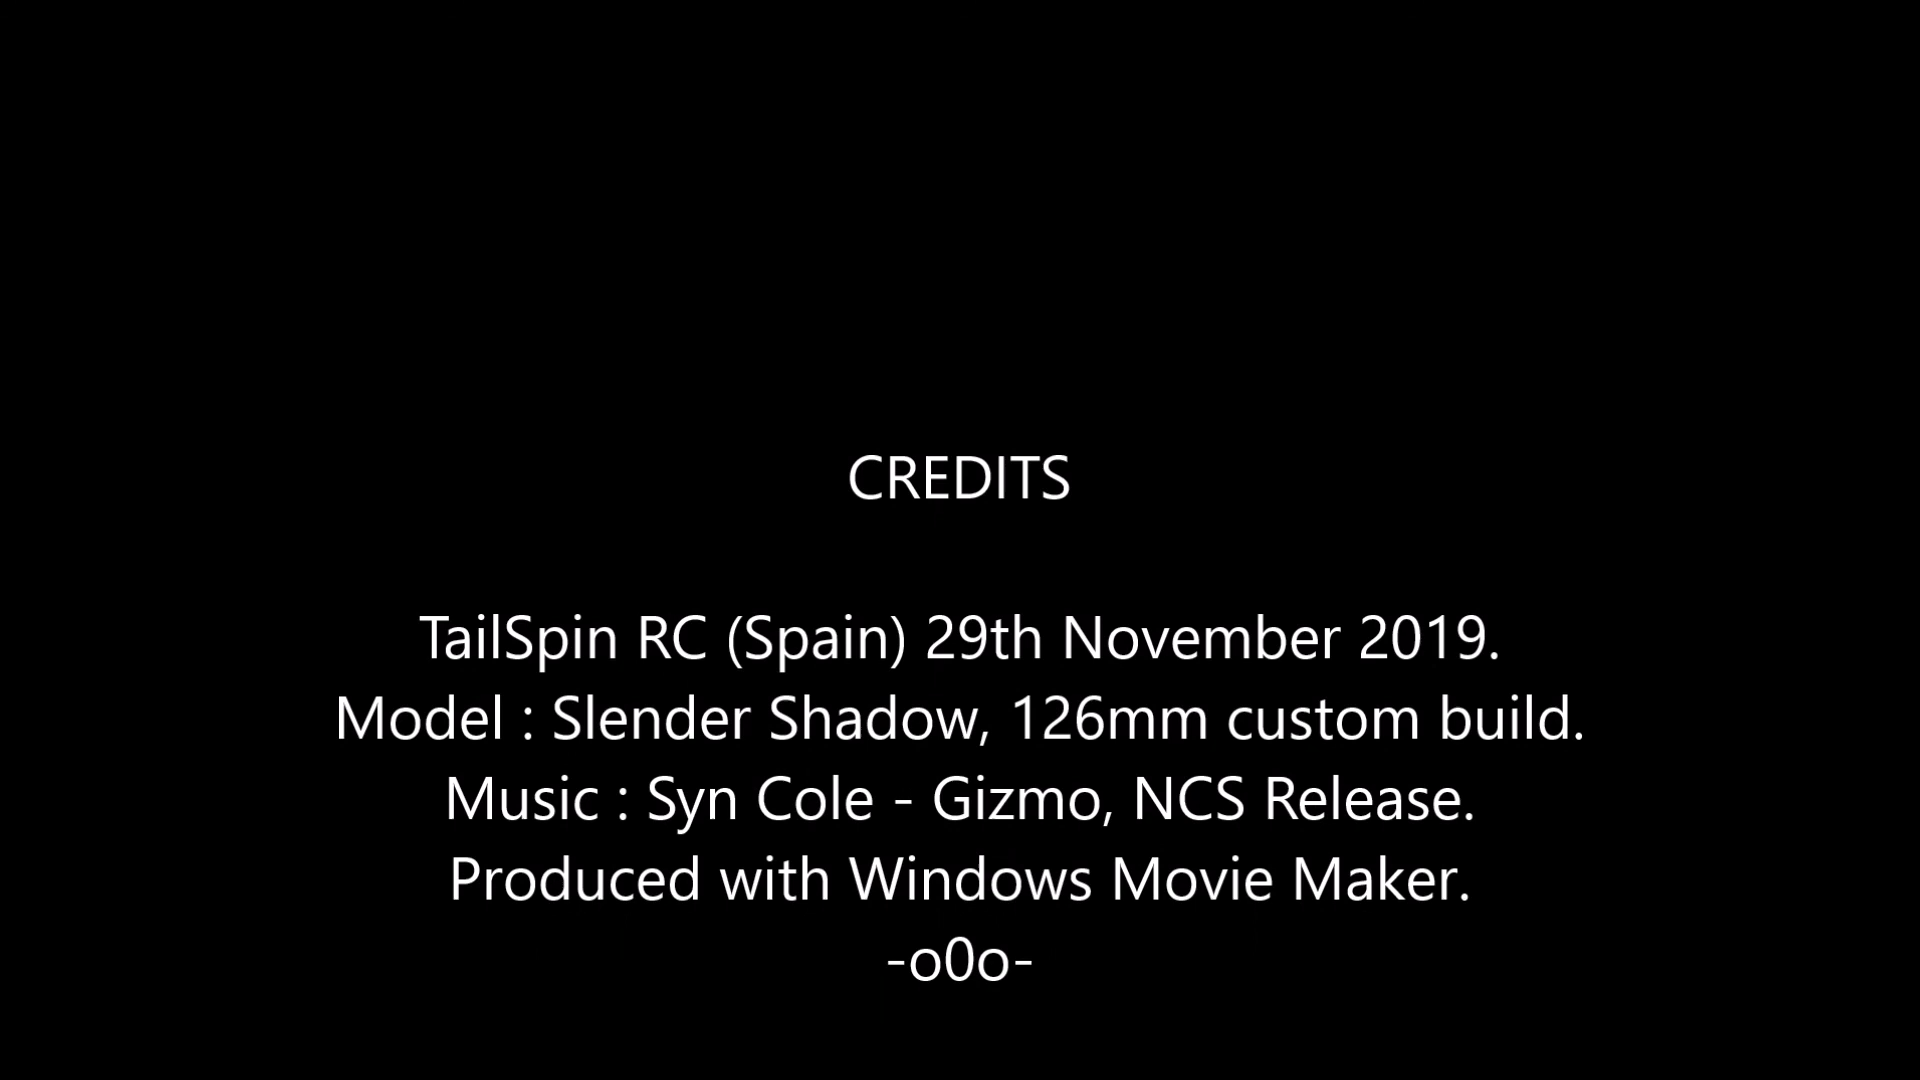 CREDITS
TailSpin RC (Spain) 29th November 2019.
Model : Slender Shadow, 126mm custom build.
Music : Syn Cole - Gizmo, NCS Release.
Produced with Windows Movie Maker.
-o0o-